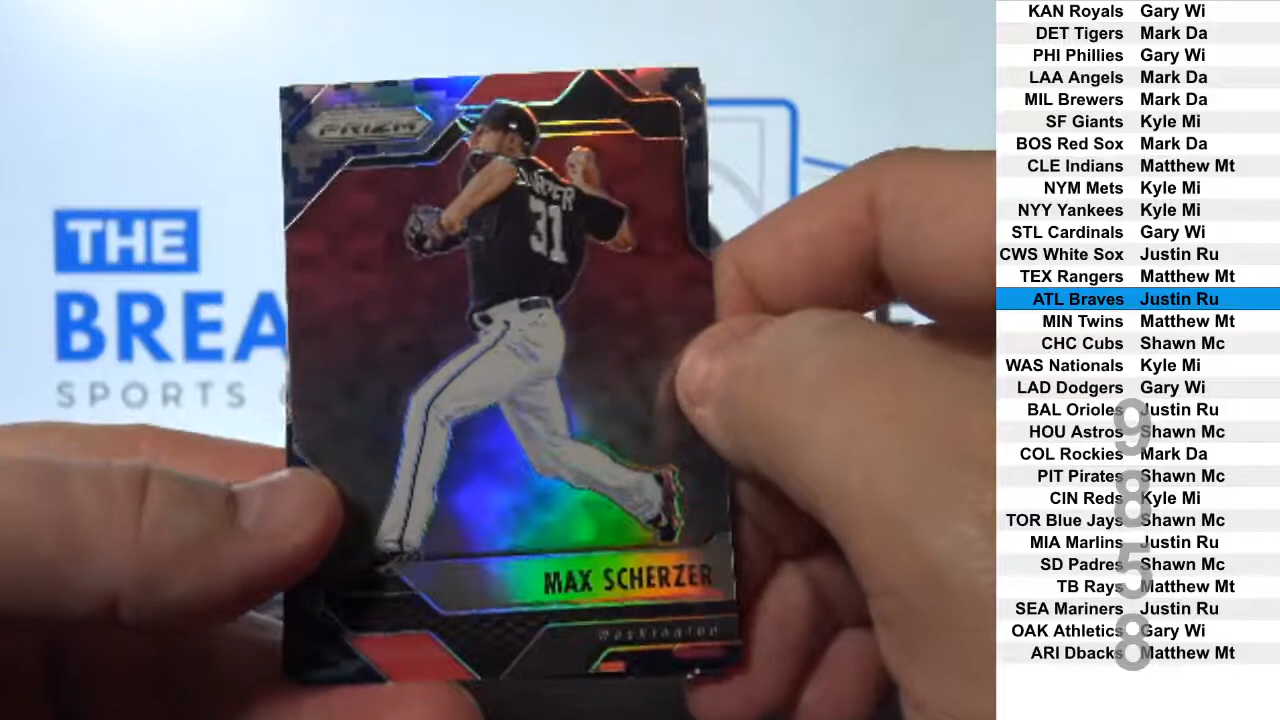 THE
BREA
SPORTS
PRIZM
31
MAX SCHERZER
Washington
KAN Royals Gary Wi
DET Tigers Mark Da
PHI Phillies Gary Wi
LAA Angels Mark Da
MIL Brewers Mark Da
SF Giants Kyle Mi
BOS Red Sox Mark Da
CLE Indians Matthew Mt
NYM Mets Kyle Mi
NYY Yankees Kyle Mi
STL Cardinals Gary Wi
CWS White Sox Justin Ru
TEX Rangers Matthew Mt
ATL Braves Justin Ru
MIN Twins Matthew Mt
CHC Cubs Shawn Mc
WAS Nationals Kyle Mi
LAD Dodgers Gary Wi
BAL Orioles Justin Ru
HOU Astros Shawn Mc
COL Rockies Mark Da
PIT Pirates Shawn Mc
CIN Reds Kyle Mi
TOR Blue Jays Shawn Mc
MIA Marlins Justin Ru
SD Padres Shawn Mc
TB Rays Matthew Mt
SEA Mariners Justin Ru
OAK Athletics Gary Wi
ARI Dbacks Matthew Mt
9858